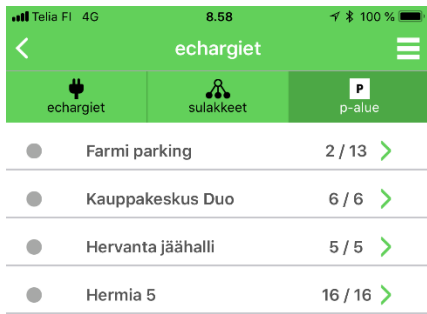 Telia FI 4G 8.58 100 %
echargiet
echargiet sulakkeet P p-alue
Farmi parking 2 / 13
Kauppakeskus Duo 6 / 6
Hervanta jäähalli 5 / 5
Hermia 5 16 / 16